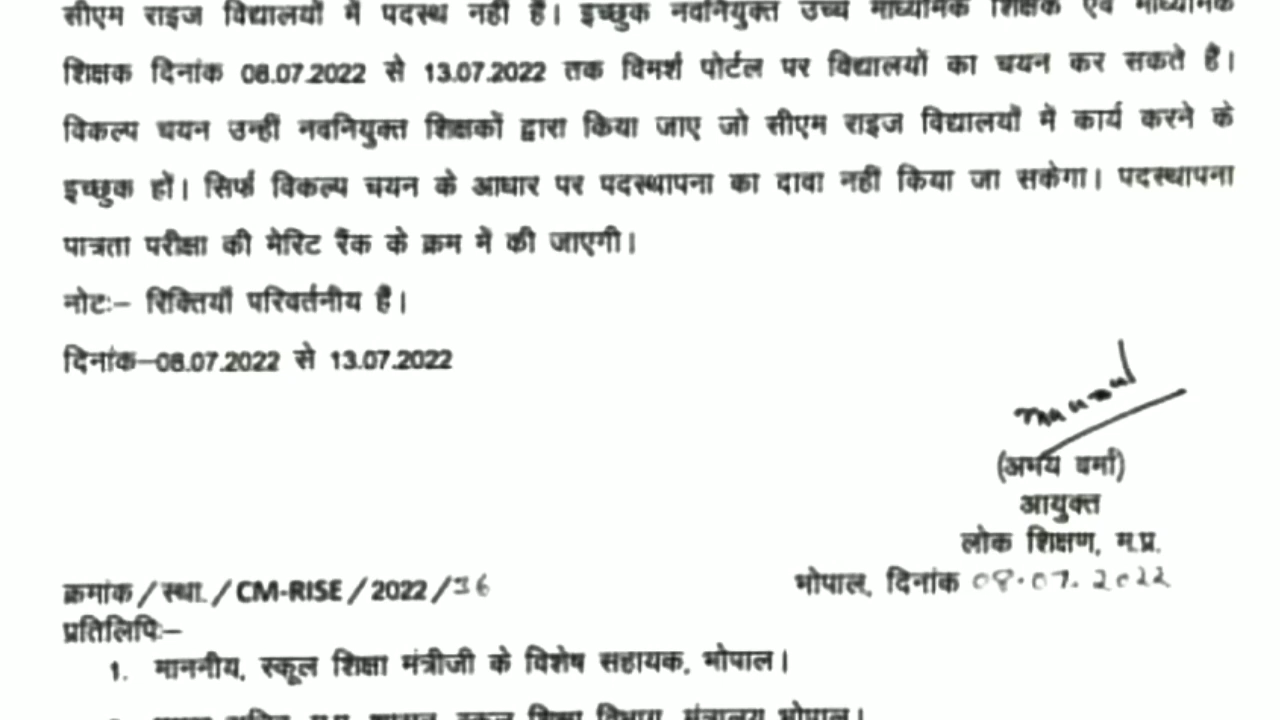 सीएम राइज विद्यालयों में पदस्थ नहीं है। इच्छुक नवनियुक्त उच्च माध्यमिक शिक्षक एवं माध्यमिक
शिक्षक दिनांक 08.07.2022 से 13.07.2022 तक विमर्श पोर्टल पर विद्यालयों का चयन कर सकते है।
विकल्प चयन उन्हीं नवनियुक्त शिक्षकों द्वारा किया जाए जो सीएम राइज विद्यालयों में कार्य करने के
इच्छुक हों। सिर्फ विकल्प चयन के आधार पर पदस्थापना का दावा नहीं किया जा सकेगा। पदस्थापना
पात्रता परीक्षा की मेरिट रैंक के क्रम में की जाएगी।
नोटः– रिक्तियाँ परिवर्तनीय है।
दिनांक–08.07.2022 से 13.07.2022
(अभय वर्मा)
आयुक्त
लोक शिक्षण, म.प्र.
क्रमांक / स्था. / CM-RISE / 2022 / 36 भोपाल, दिनांक 08.07.2022
प्रतिलिपिः–
1. माननीय, स्कूल शिक्षा मंत्रीजी के विशेष सहायक, भोपाल।
स्कूल शिक्षा विभाग, मंत्रालय भोपाल।